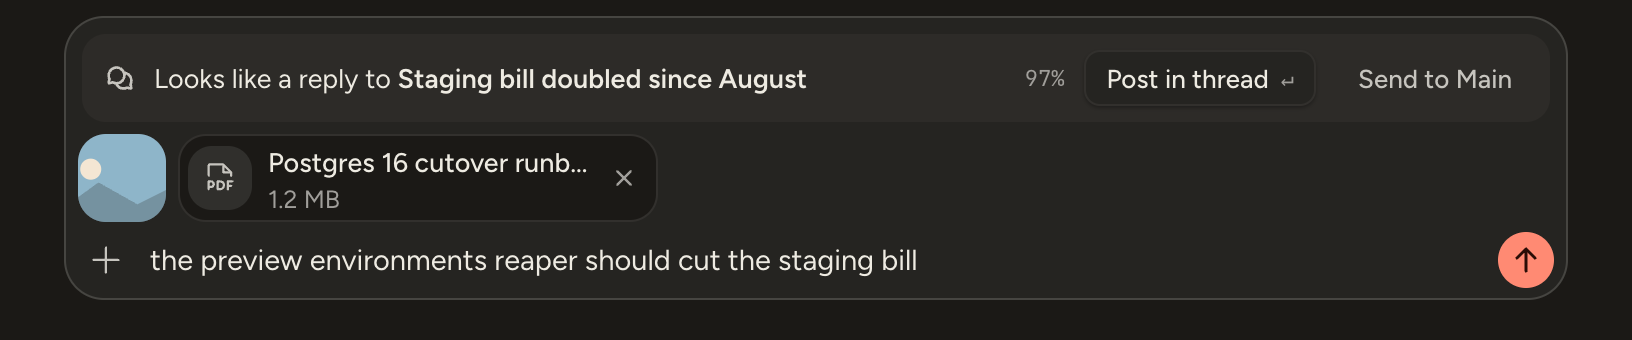 Looks like a reply to Staging bill doubled since August 97% Post in thread ↵ Send to Main
PDF Postgres 16 cutover runb...
1.2 MB
the preview environments reaper should cut the staging bill